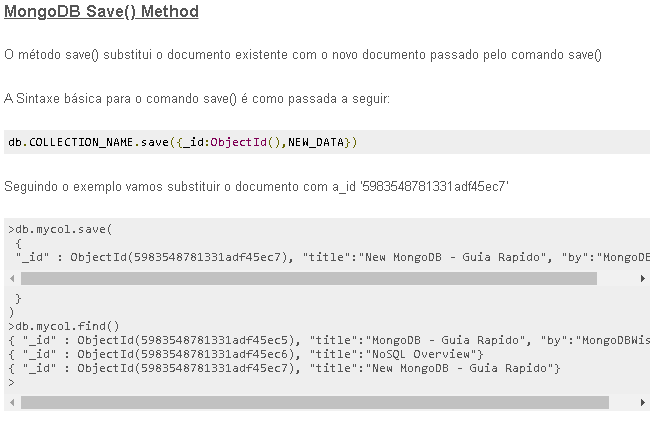 MongoDB Save() Method
O método save() substitui o documento existente com o novo documento passado pelo comando save()
A Sintaxe básica para o comando save() é como passada a seguir:
db.COLLECTION_NAME.save({_id:ObjectId(),NEW_DATA})
Seguindo o exemplo vamos substituir o documento com a_id '5983548781331adf45ec7'
>db.mycol.save(
{
"_id" : ObjectId(5983548781331adf45ec7), "title":"New MongoDB - Guia Rapido", "by":"MongoDB
}
)
>db.mycol.find()
{ "_id" : ObjectId(5983548781331adf45ec5), "title":"MongoDB - Guia Rapido", "by":"MongoDBWis
{ "_id" : ObjectId(5983548781331adf45ec6), "title":"NoSQL Overview"}
{ "_id" : ObjectId(5983548781331adf45ec7), "title":"New MongoDB - Guia Rapido"}
>